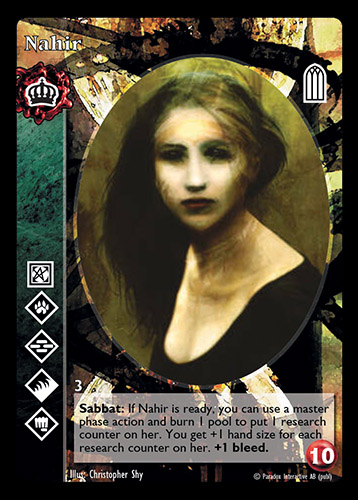 Nahir
3
Sabbat: If Nahir is ready, you can use a master
phase action and burn 1 pool to put 1 research
counter on her. You get +1 hand size for each
research counter on her. +1 bleed.
10
Illus: Christopher Shy
© Paradox Interactive AB (publ)